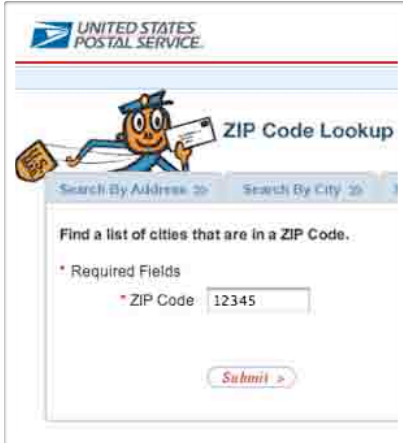 UNITED STATES
POSTAL SERVICE.
ZIP Code Lookup
Search By Address >>
Search By City >>
Find a list of cities that are in a ZIP Code.
* Required Fields
* ZIP Code 12345
Submit >